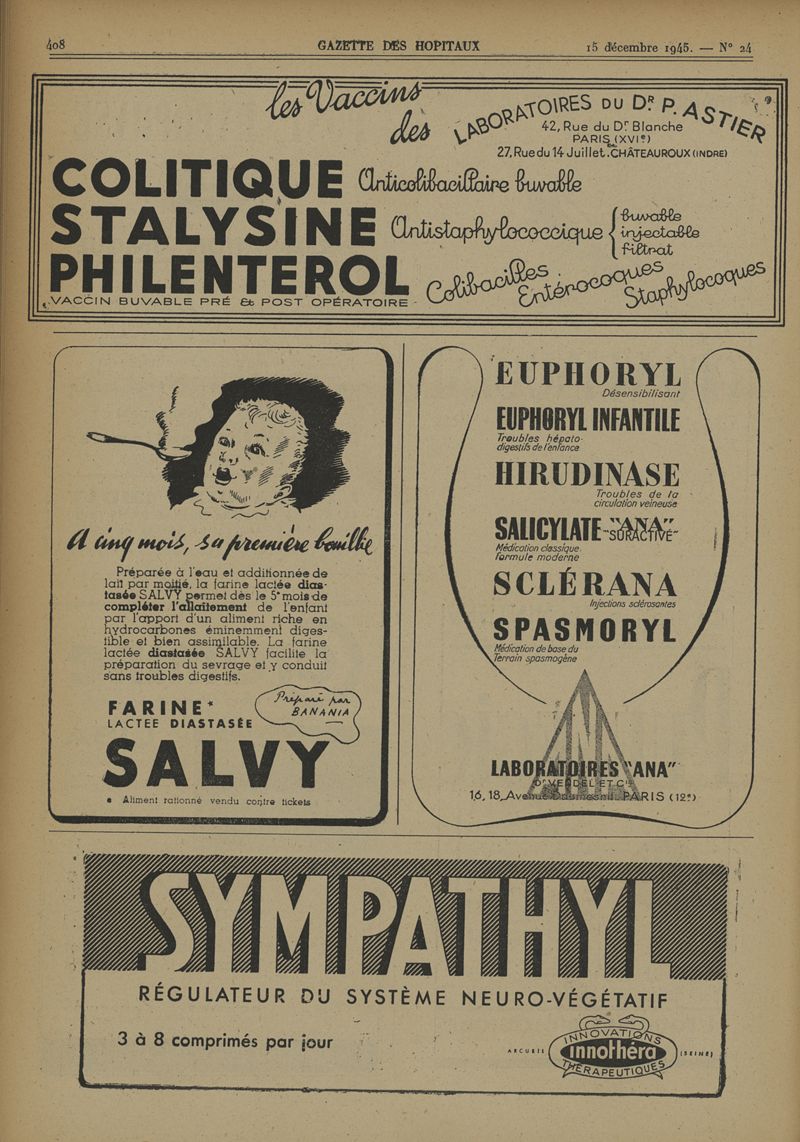 408 GAZETTE DES HOPITAUX 15 décembre 1945. — N° 24
les Vaccins
des LABORATOIRES DU Dr P. ASTIER
42, Rue du Dr Blanche
PARIS (XVIe)
27, Rue du 14 Juillet. CHÂTEAUROUX (INDRE)
COLITIQUE Anticolibacillaire buvable
STALYSINE Antistaphylococcique { buvable
injectable
filtrat
PHILENTEROL Colibacilles
Entérocoques
Staphylocoques
VACCIN BUVABLE PRÉ & POST OPÉRATOIRE
A cinq mois, sa première bouillie
Préparée à l'eau et additionnée de
lait par moitié, la farine lactée dias-
tasée SALVY permet dès le 5e mois de
compléter l'allaitement de l'enfant
par l'apport d'un aliment riche en
hydrocarbones éminemment diges-
tible et bien assimilable. La farine
lactée diastasée SALVY facilite la
préparation du sevrage et y conduit
sans troubles digestifs.
Préparé par
BANANIA
FARINE*
LACTEE DIASTASÉE
SALVY
* Aliment rationné vendu contre tickets
EUPHORYL
Désensibilisant
EUPHORYL INFANTILE
Troubles hépato-
digestifs de l'enfance
HIRUDINASE
Troubles de la
circulation veineuse
SALICYLATE "ANA"
"SURACTIVÉ"
Médication classique.
formule moderne
SCLÉRANA
Injections sclérosantes
SPASMORYL
Médication de base du
Terrain spasmogène
LABORATOIRES "ANA"
Dr MENDEL ET Cie
16, 18, Avenue Daumesnil. PARIS (12e)
SYMPATHYL
RÉGULATEUR DU SYSTÈME NEURO-VÉGÉTATIF
3 à 8 comprimés par jour
INNOVATIONS
ARCUEIL innothéra (SEINE)
THÉRAPEUTIQUES